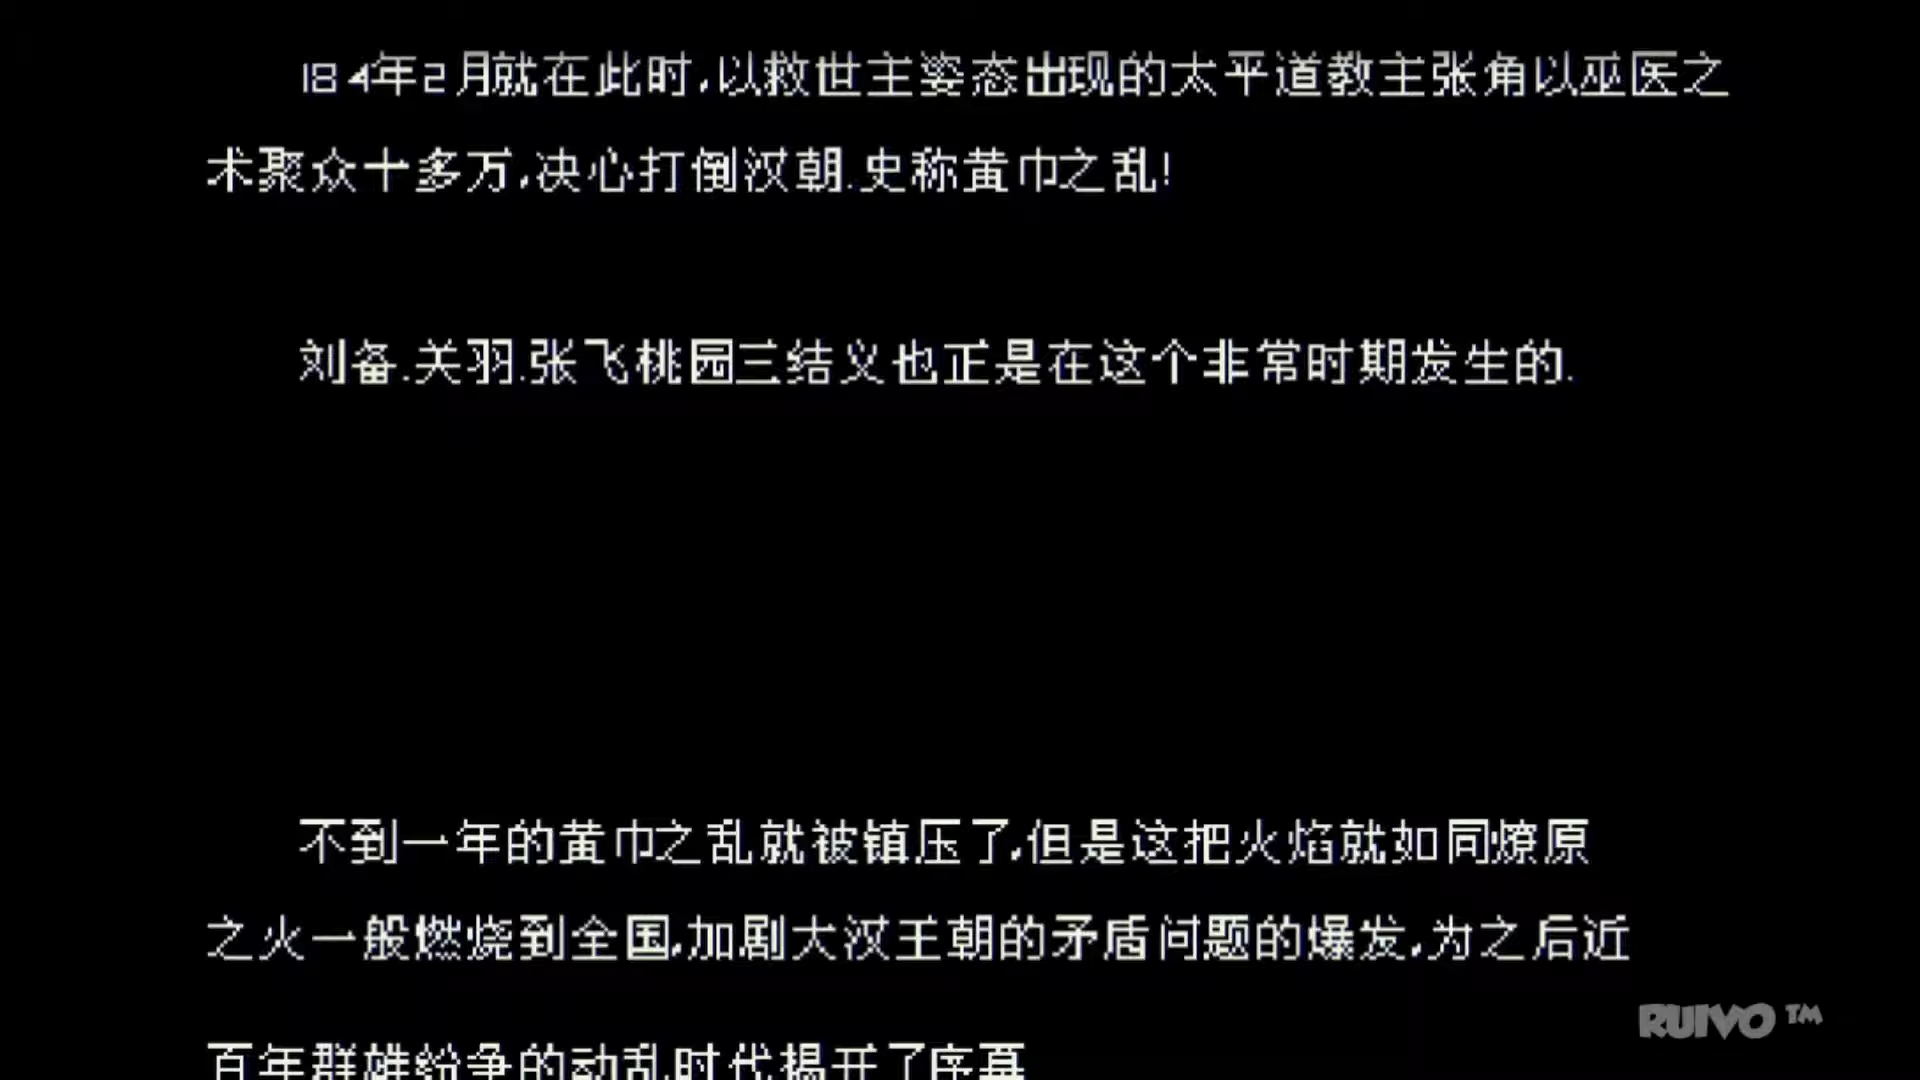 184年2月就在此时,以救世主姿态出现的太平道教主张角以巫医之
术聚众十多万,决心打倒汉朝.史称黄巾之乱!
刘备.关羽.张飞桃园三结义也正是在这个非常时期发生的.
不到一年的黄巾之乱就被镇压了,但是这把火焰就如同燎原
之火一般燃烧到全国,加剧大汉王朝的矛盾问题的爆发,为之后近
百年群雄纷争的动乱时代揭开了序幕
RUIVO™